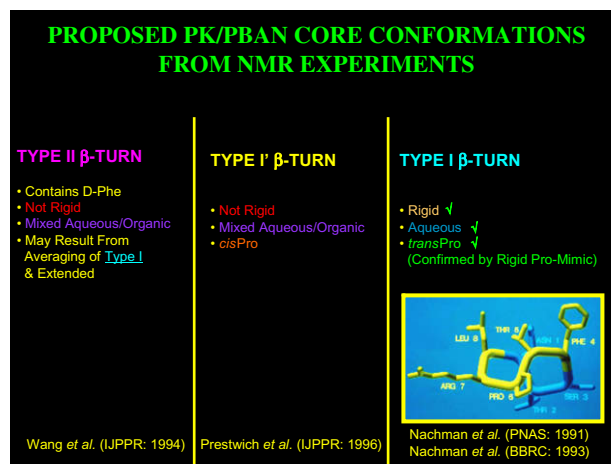 PROPOSED PK/PBAN CORE CONFORMATIONS
FROM NMR EXPERIMENTS
TYPE II β-TURN
• Contains D-Phe
• Not Rigid
• Mixed Aqueous/Organic
• May Result From
Averaging of Type I
& Extended
Wang et al. (IJPPR: 1994)
TYPE I’ β-TURN
• Not Rigid
• Mixed Aqueous/Organic
• cisPro
Prestwich et al. (IJPPR: 1996)
TYPE I β-TURN
• Rigid √
• Aqueous √
• transPro √
(Confirmed by Rigid Pro-Mimic)
THR 5
ASN 1
PHE 4
LEU 8
ARG 7
PRO 6
SER 3
THR 2
Nachman et al. (PNAS: 1991)
Nachman et al. (BBRC: 1993)